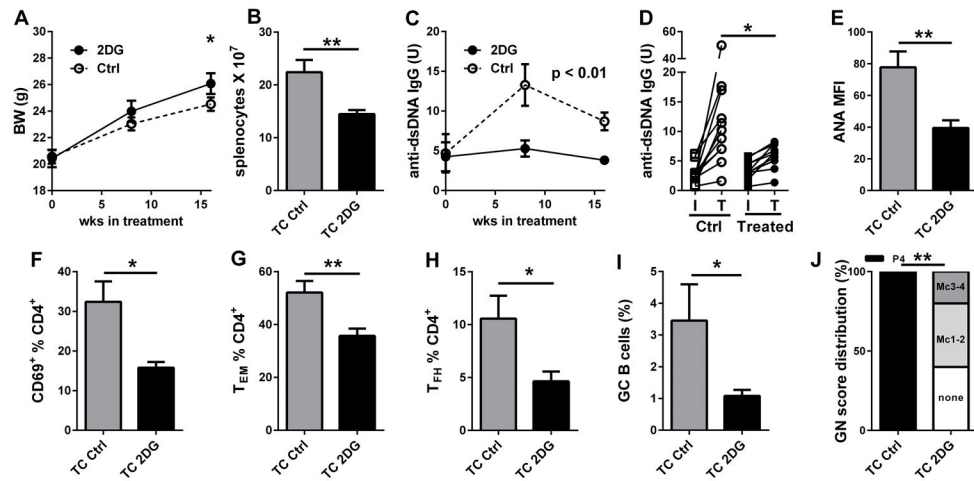 A
BW (g)
30
28
26
24
22
20
18
2DG
Ctrl
*
0
5
10
15
wks in treatment
B
splenocytes X 10⁷
30
20
10
0
**
TC Ctrl
TC 2DG
C
anti-dsDNA IgG (U)
20
15
10
5
0
2DG
Ctrl
p < 0.01
0
5
10
15
wks in treatment
D
anti-dsDNA IgG (U)
60
40
20
20
15
10
5
0
*
I T I T
Ctrl Treated
E
ANA MFI
100
80
60
40
20
0
**
TC Ctrl
TC 2DG
F
CD69⁺ % CD4⁺
40
30
20
10
0
*
TC Ctrl
TC 2DG
G
T_EM % CD4⁺
60
40
20
0
**
TC Ctrl
TC 2DG
H
T_FH % CD4⁺
15
10
5
0
*
TC Ctrl
TC 2DG
I
GC B cells (%)
5
4
3
2
1
0
*
TC Ctrl
TC 2DG
J
GN score distribution (%)
100
50
0
P4
**
Mc3-4
Mc1-2
none
TC Ctrl
TC 2DG